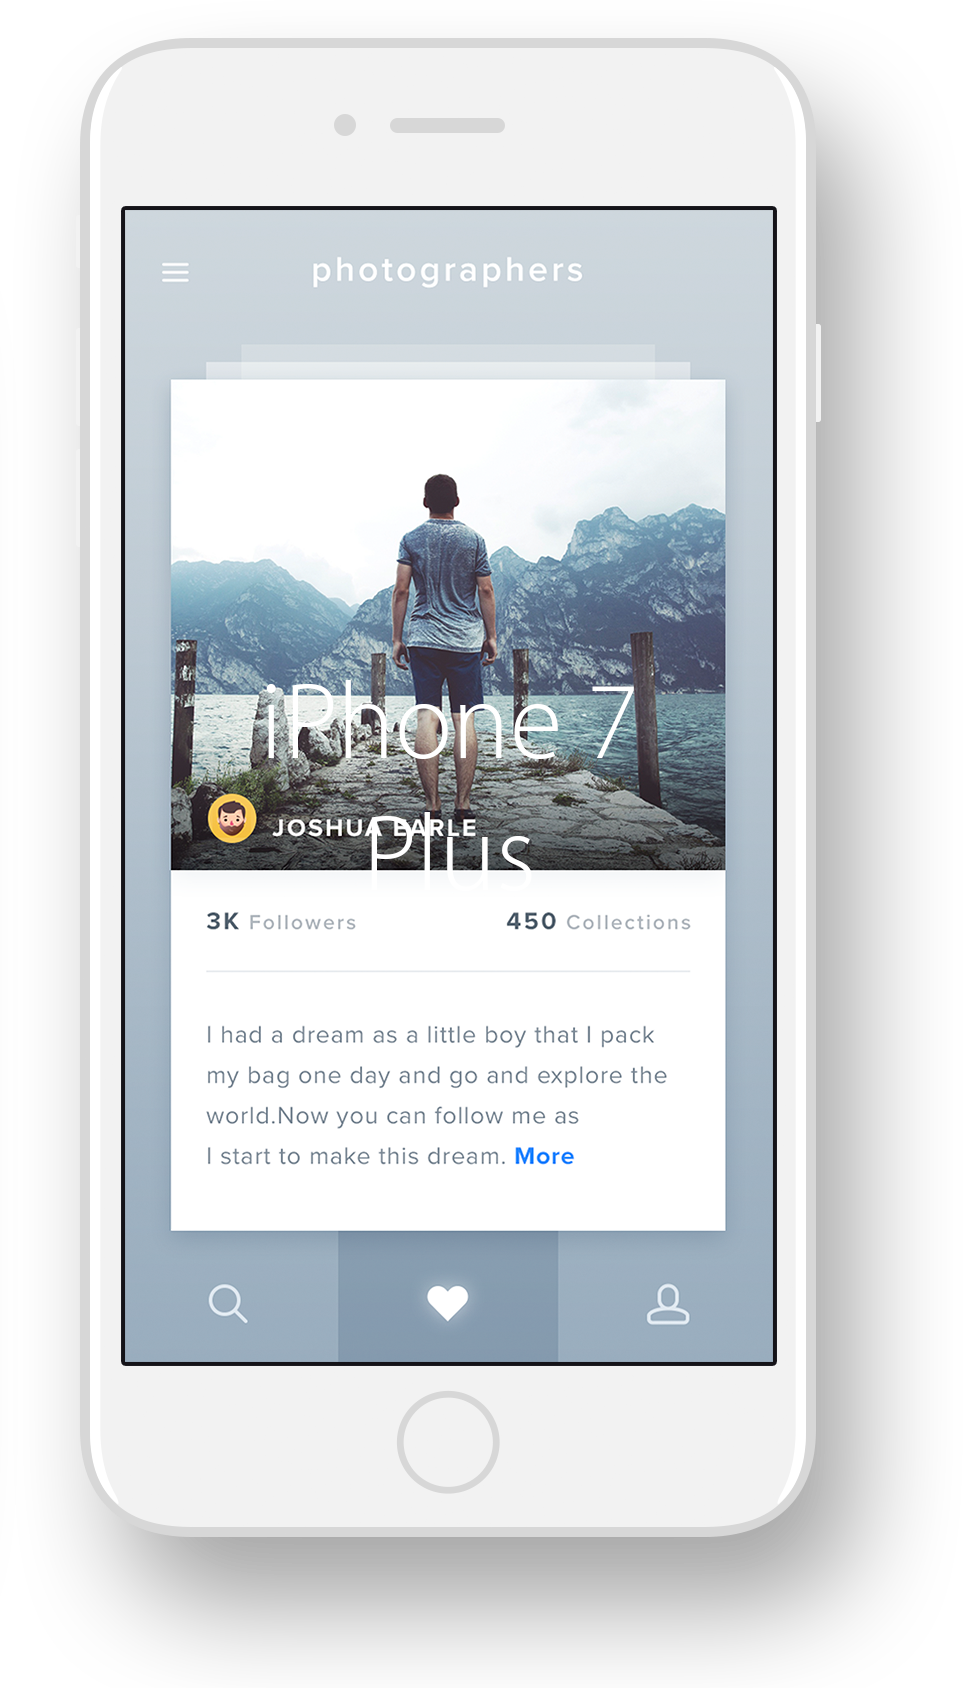 photographers
iPhone 7
Plus
JOSHUA EARLE
3K Followers
450 Collections
I had a dream as a little boy that I pack
my bag one day and go and explore the
world.Now you can follow me as
I start to make this dream. More